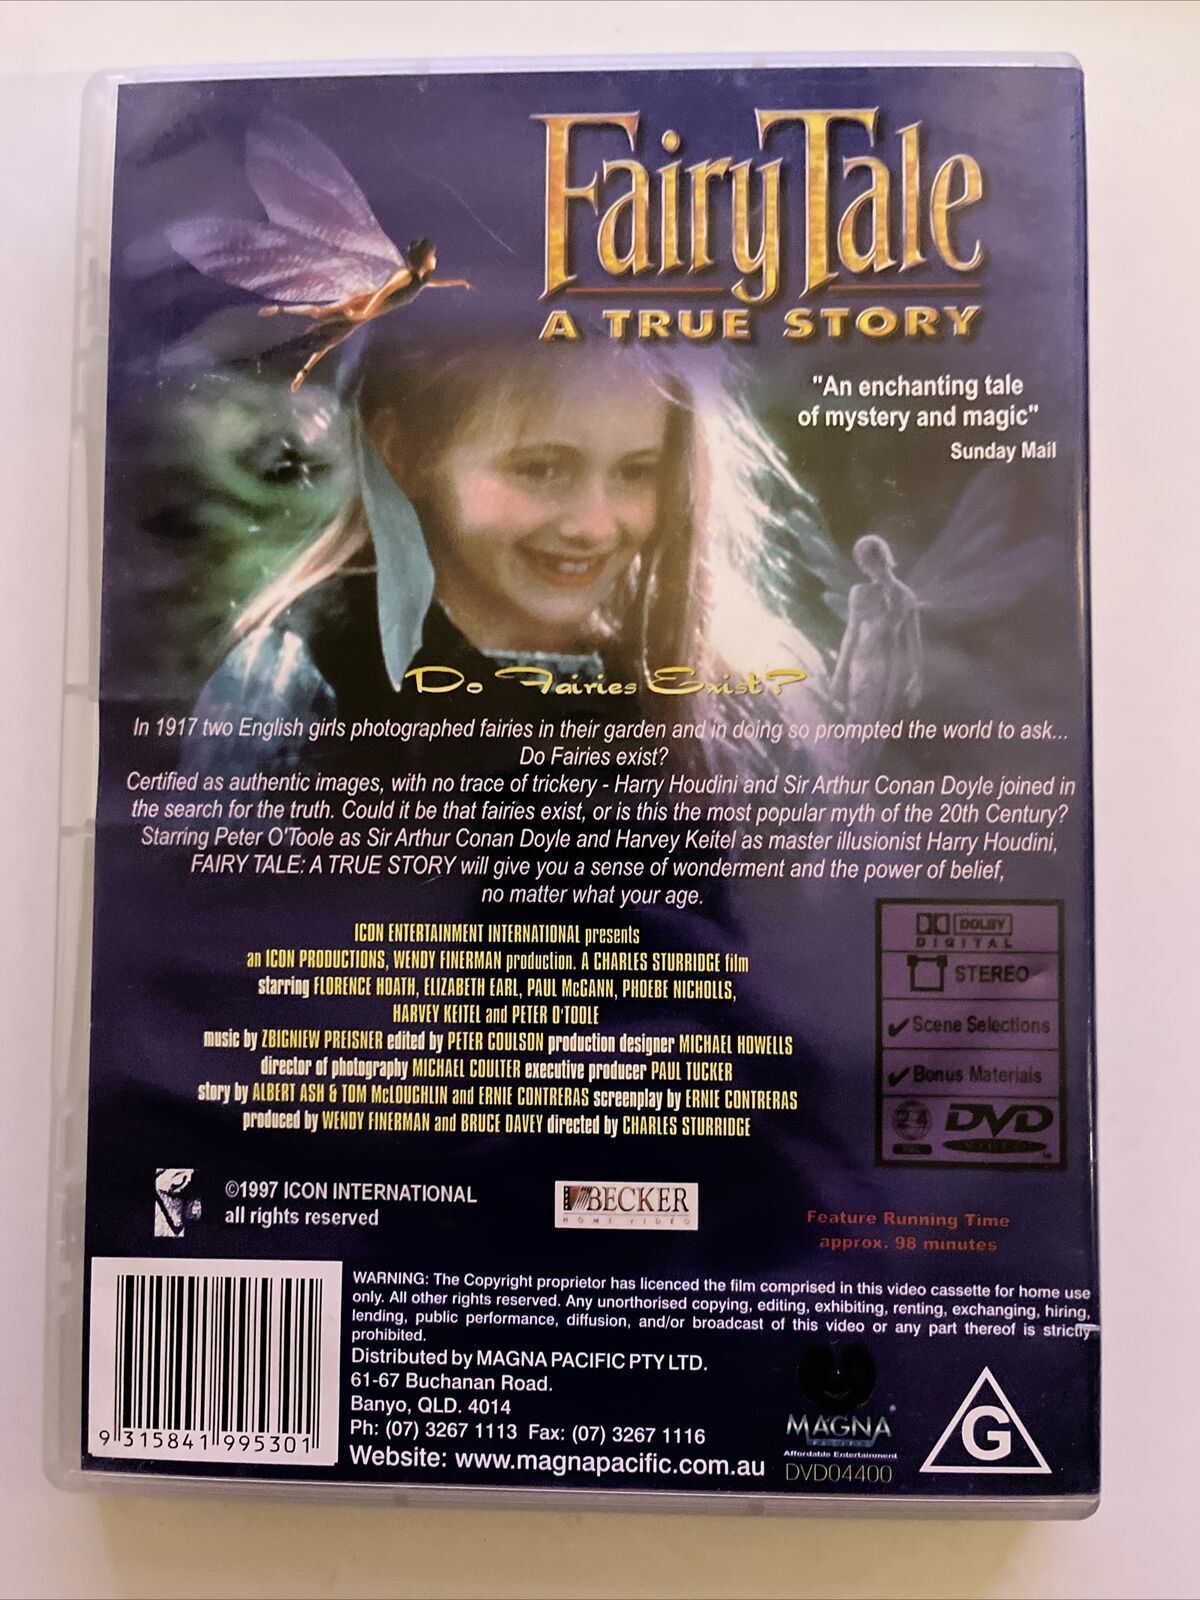 FairyTale
A TRUE STORY
"An enchanting tale
of mystery and magic"
Sunday Mail
Do Fairies Exist?
In 1917 two English girls photographed fairies in their garden and in doing so prompted the world to ask...
Do Fairies exist?
Certified as authentic images, with no trace of trickery - Harry Houdini and Sir Arthur Conan Doyle joined in
the search for the truth. Could it be that fairies exist, or is this the most popular myth of the 20th Century?
Starring Peter O'Toole as Sir Arthur Conan Doyle and Harvey Keitel as master illusionist Harry Houdini,
FAIRY TALE: A TRUE STORY will give you a sense of wonderment and the power of belief,
no matter what your age.
ICON ENTERTAINMENT INTERNATIONAL presents
an ICON PRODUCTIONS, WENDY FINERMAN production. A CHARLES STURRIDGE film
starring FLORENCE HOATH, ELIZABETH EARL, PAUL McGANN, PHOEBE NICHOLLS,
HARVEY KEITEL and PETER O'TOOLE
music by ZBIGNIEW PREISNER edited by PETER COULSON production designer MICHAEL HOWELLS
director of photography MICHAEL COULTER executive producer PAUL TUCKER
story by ALBERT ASH & TOM McLOUGHLIN and ERNIE CONTRERAS screenplay by ERNIE CONTRERAS
produced by WENDY FINERMAN and BRUCE DAVEY directed by CHARLES STURRIDGE
DOLBY
DIGITAL
STEREO
Scene Selections
Bonus Materials
2 4 DVD
VIDEO
©1997 ICON INTERNATIONAL
all rights reserved
BECKER
HOME VIDEO
Feature Running Time
approx. 98 minutes
WARNING: The Copyright proprietor has licenced the film comprised in this video cassette for home use
only. All other rights reserved. Any unorthorised copying, editing, exhibiting, renting, exchanging, hiring,
lending, public performance, diffusion, and/or broadcast of this video or any part thereof is strictly
prohibited.
Distributed by MAGNA PACIFIC PTY LTD.
61-67 Buchanan Road.
Banyo, QLD. 4014
Ph: (07) 3267 1113 Fax: (07) 3267 1116
Website: www.magnapacific.com.au
9 315841 995301
MAGNA
PACIFIC
Affordable Entertainment
DVD04400
G